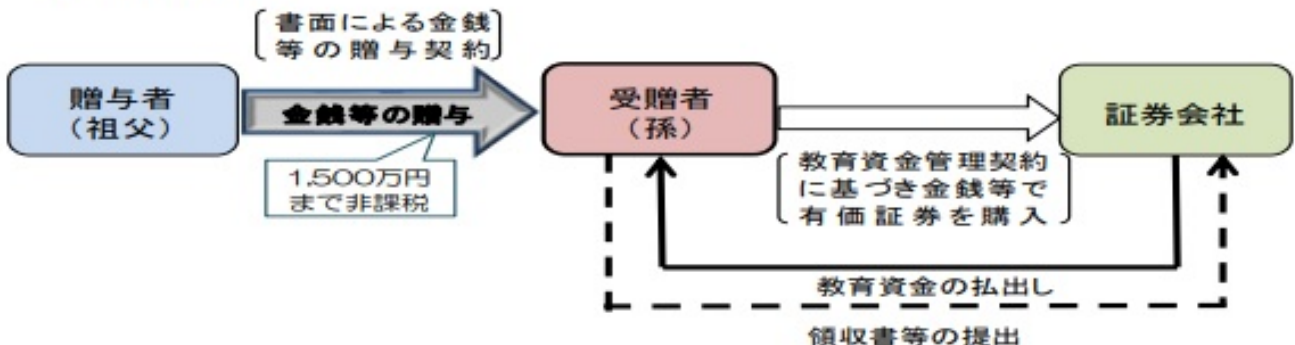 書面による金銭
等の贈与契約
贈与者
（祖父）
金銭等の贈与
受贈者
（孫）
証券会社
1,500万円
まで非課税
教育資金管理契約
に基づき金銭等で
有価証券を購入
教育資金の払出し
領収書等の提出